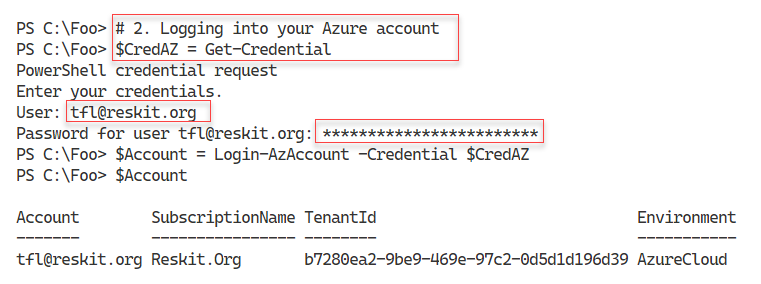 PS C:\Foo> # 2. Logging into your Azure account
PS C:\Foo> $CredAZ = Get-Credential
PowerShell credential request
Enter your credentials.
User: tfl@reskit.org
Password for user tfl@reskit.org: ************************
PS C:\Foo> $Account = Login-AzAccount -Credential $CredAZ
PS C:\Foo> $Account
Account SubscriptionName TenantId Environment
------- ---------------- -------- -----------
tfl@reskit.org Reskit.Org b7280ea2-9be9-469e-97c2-0d5d1d196d39 AzureCloud